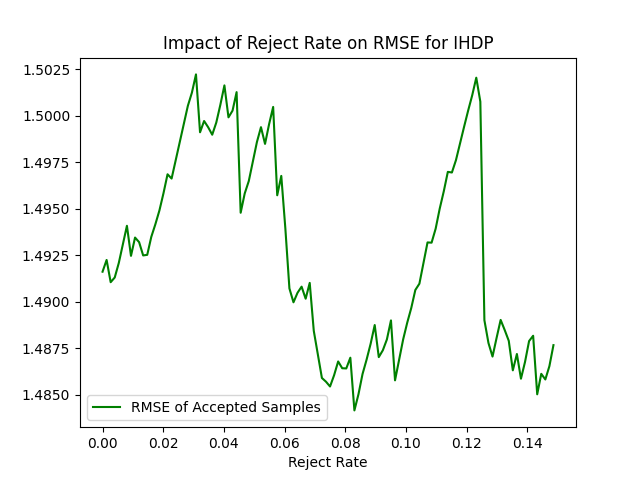 Impact of Reject Rate on RMSE for IHDP
1.5025
1.5000
1.4975
1.4950
1.4925
1.4900
1.4875
1.4850
RMSE of Accepted Samples
0.00 0.02 0.04 0.06 0.08 0.10 0.12 0.14
Reject Rate